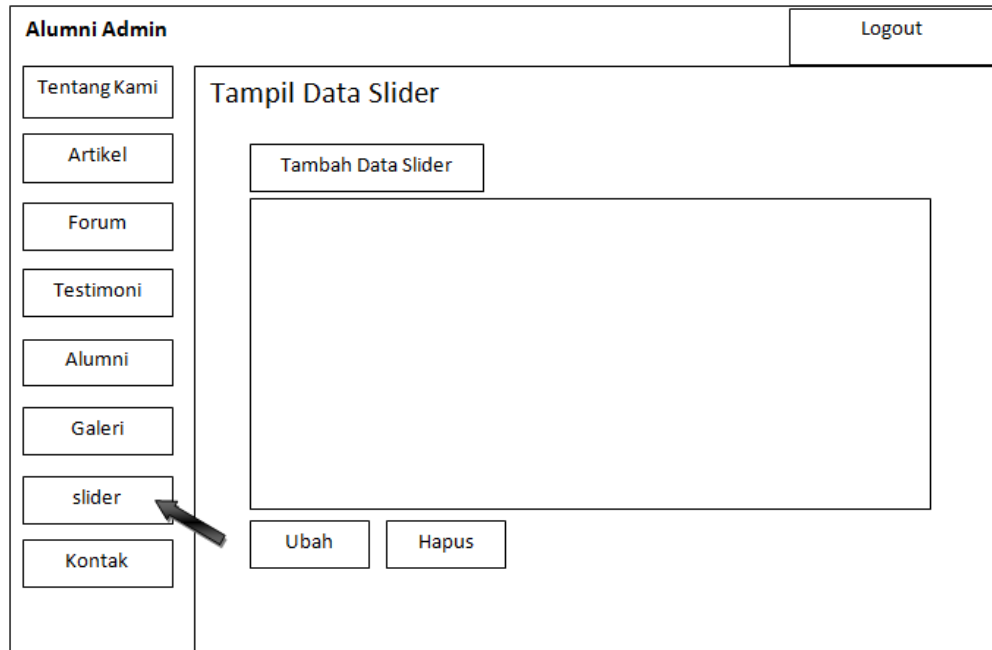 Alumni Admin
Logout
Tentang Kami
Artikel
Forum
Testimoni
Alumni
Galeri
slider
Kontak
Tampil Data Slider
Tambah Data Slider
Ubah
Hapus